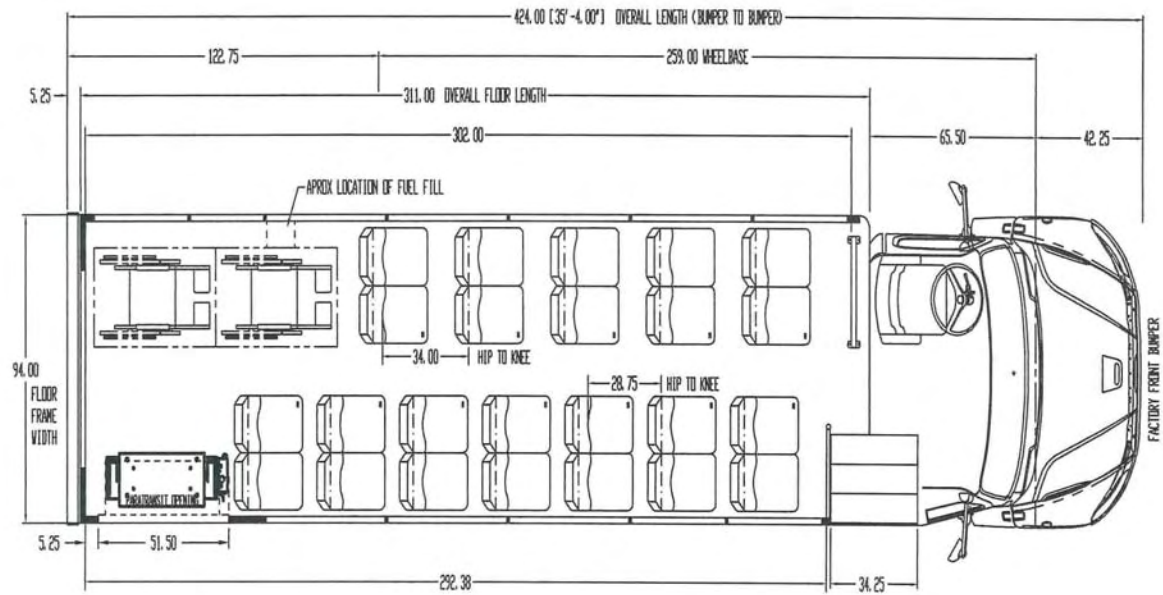 424.00 [35'-4.00"] OVERALL LENGTH (BUMPER TO BUMPER)
122.75
259.00 WHEELBASE
5.25
311.00 OVERALL FLOOR LENGTH
302.00
65.50
42.25
APROX LOCATION OF FUEL FILL
34.00 HIP TO KNEE
28.75 HIP TO KNEE
94.00
FLOOR
FRAME
WIDTH
FACTORY FRONT BUMPER
PARATRANSIT OPENING
5.25
51.50
292.38
34.25